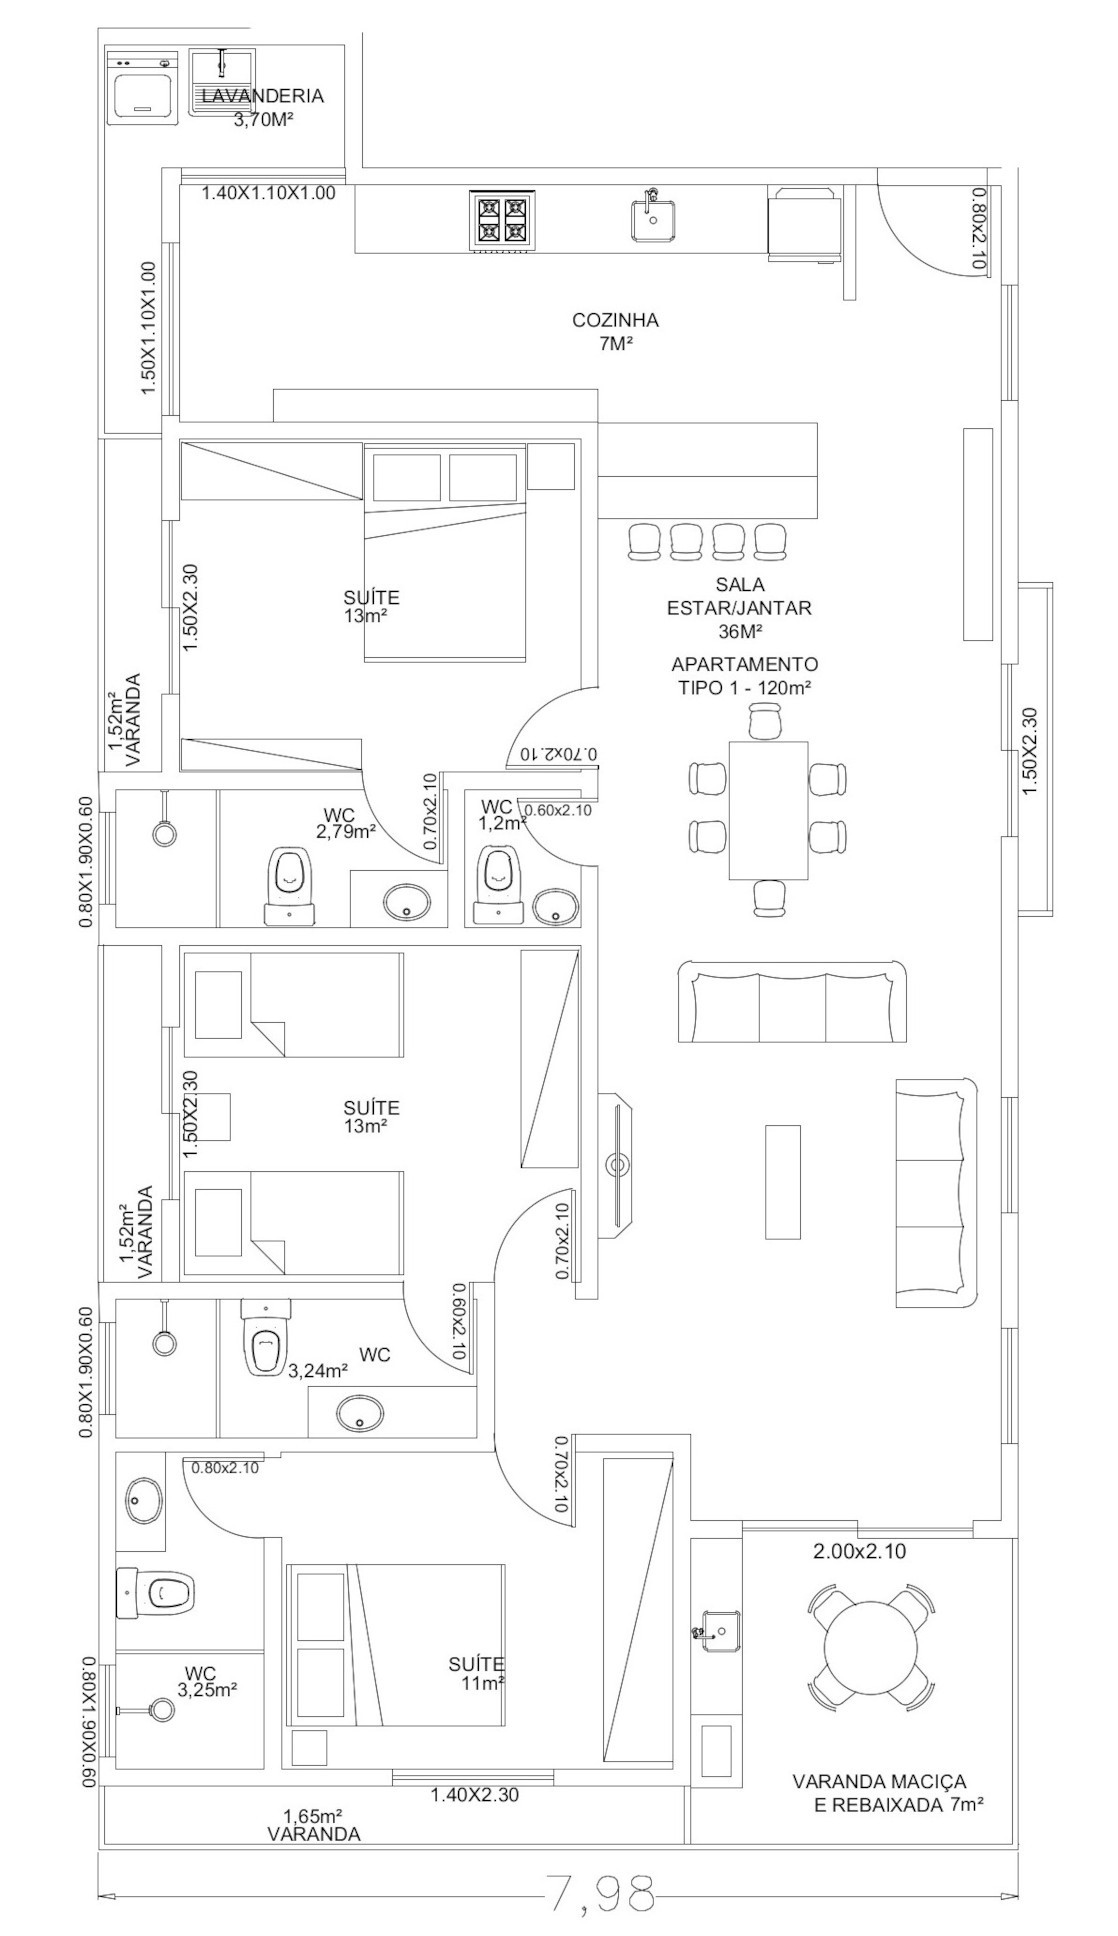 LAVANDERIA
3,70M²
1.40X1.10X1.00
0.80x2.10
1.50X1.10X1.00
COZINHA
7M²
SUÍTE
13m²
1.50X2.30
SALA
ESTAR/JANTAR
36M²
APARTAMENTO
TIPO 1 - 120m²
1,52m²
VARANDA
0.70x2.10
1.50X2.30
0.80X1.90X0.60
WC
2,79m²
0.70x2.10
WC
1,2m²
0.60x2.10
1.50X2.30
SUÍTE
13m²
1,52m²
VARANDA
0.70x2.10
0.80X1.90X0.60
WC
3,24m²
0.60x2.10
0.80x2.10
0.70x2.10
2.00x2.10
SUÍTE
11m²
WC
3,25m²
0.80X1.90X0.60
1.40X2.30
VARANDA MACIÇA
E REBAIXADA 7m²
1,65m²
VARANDA
7,98